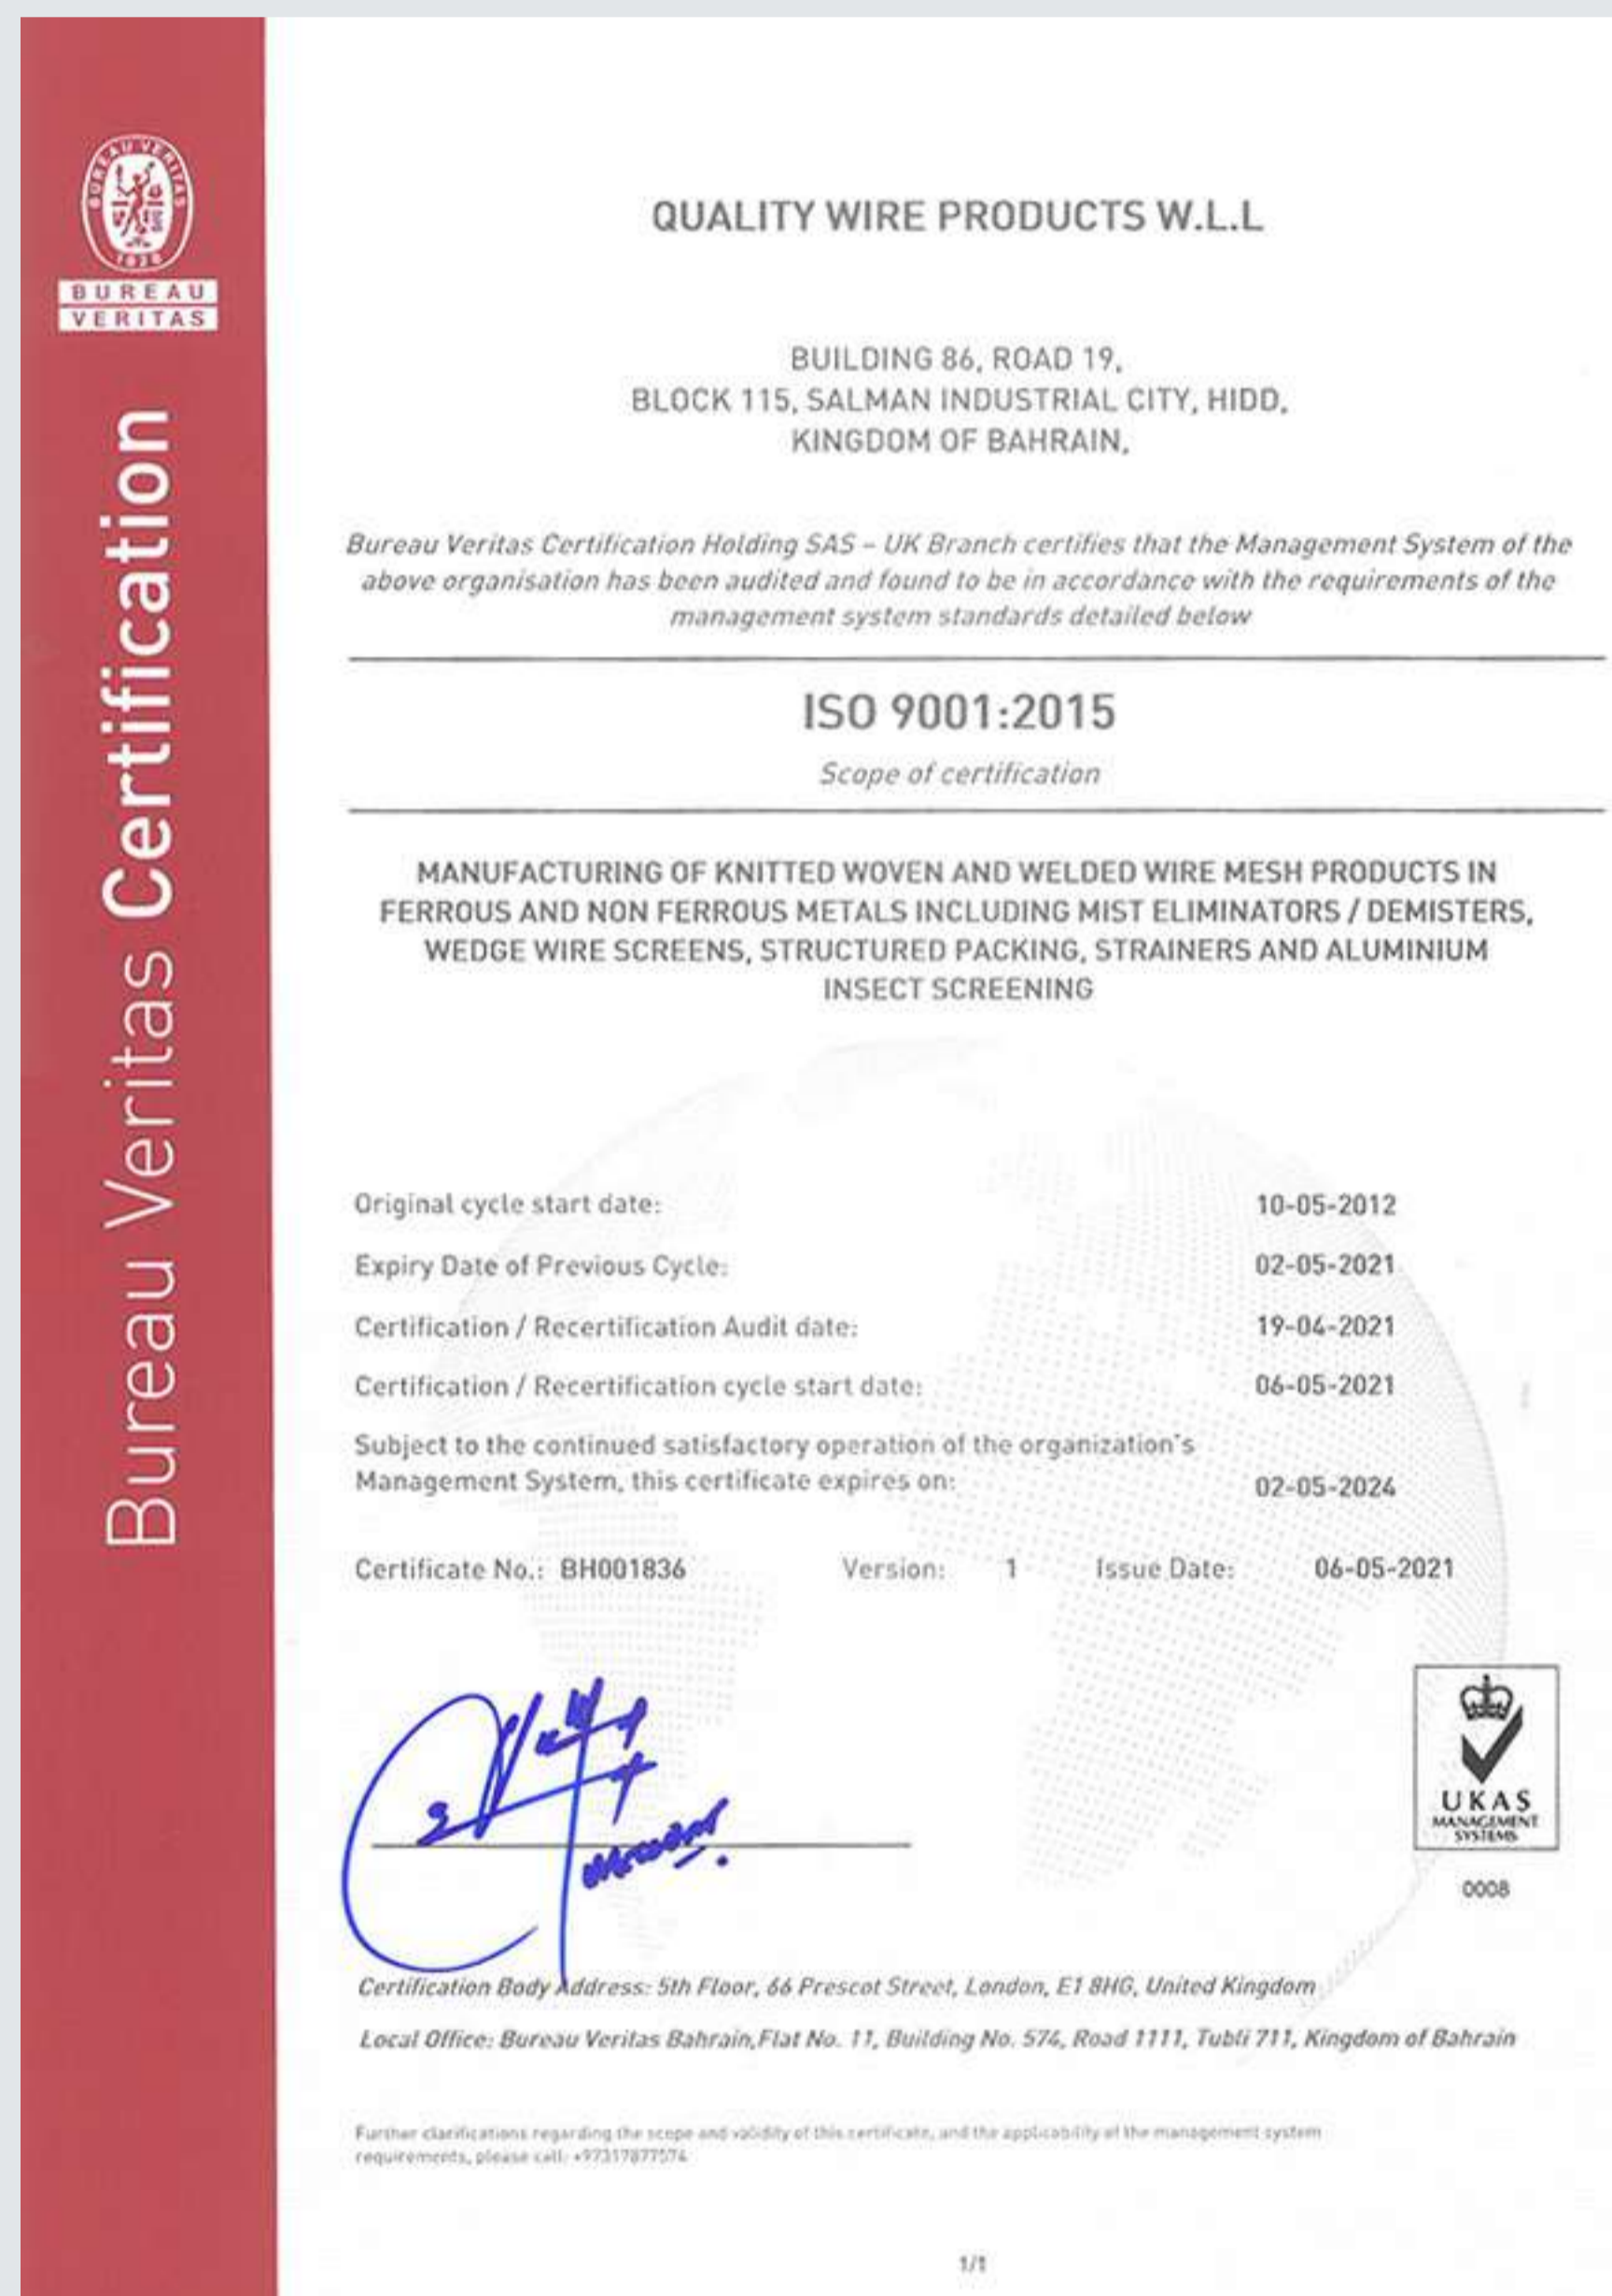 BUREAU VERITAS
1828
BUREAU
VERITAS
Bureau Veritas Certification
QUALITY WIRE PRODUCTS W.L.L
BUILDING 86, ROAD 19,
BLOCK 115, SALMAN INDUSTRIAL CITY, HIDD,
KINGDOM OF BAHRAIN,
Bureau Veritas Certification Holding SAS – UK Branch certifies that the Management System of the
above organisation has been audited and found to be in accordance with the requirements of the
management system standards detailed below
ISO 9001:2015
Scope of certification
MANUFACTURING OF KNITTED WOVEN AND WELDED WIRE MESH PRODUCTS IN
FERROUS AND NON FERROUS METALS INCLUDING MIST ELIMINATORS / DEMISTERS,
WEDGE WIRE SCREENS, STRUCTURED PACKING, STRAINERS AND ALUMINIUM
INSECT SCREENING
Original cycle start date: 10-05-2012
Expiry Date of Previous Cycle: 02-05-2021
Certification / Recertification Audit date: 19-04-2021
Certification / Recertification cycle start date: 06-05-2021
Subject to the continued satisfactory operation of the organization's
Management System, this certificate expires on: 02-05-2024
Certificate No.: BH001836 Version: 1 Issue Date: 06-05-2021
UKAS
MANAGEMENT
SYSTEMS
0008
Certification Body Address: 5th Floor, 66 Prescot Street, London, E1 8HG, United Kingdom
Local Office: Bureau Veritas Bahrain,Flat No. 11, Building No. 574, Road 1111, Tubli 711, Kingdom of Bahrain
Further clarifications regarding the scope and validity of this certificate, and the applicability of the management system
requirements, please call: +97317877574
1/1